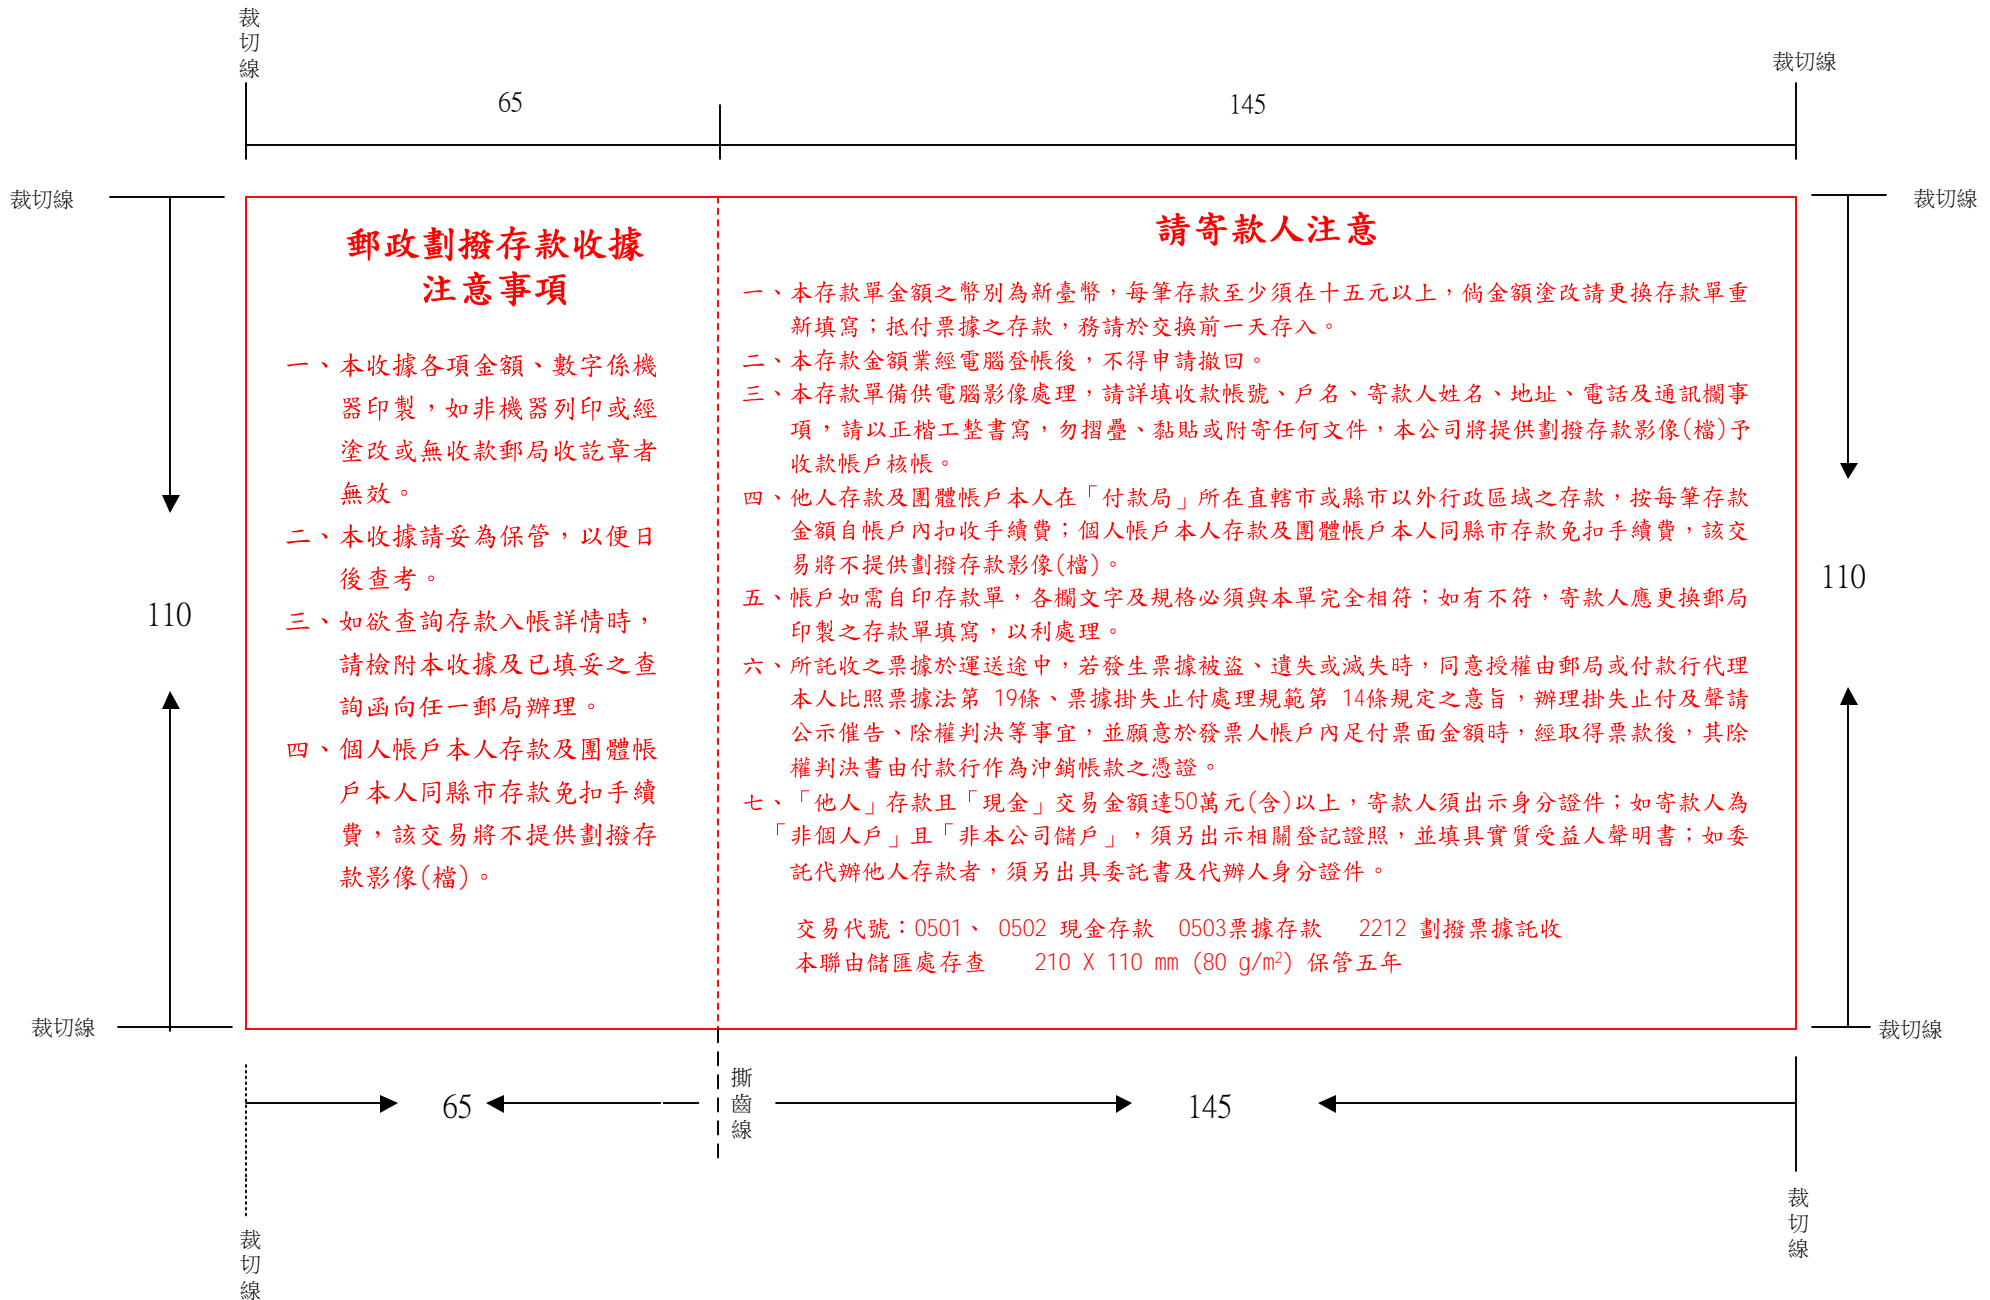 裁切線
裁切線
65
145
裁切線
裁切線
郵政劃撥存款收據
注意事項
一、本收據各項金額、數字係機
器印製，如非機器列印或經
塗改或無收款郵局收訖章者
無效。
二、本收據請妥為保管，以便日
後查考。
三、如欲查詢存款入帳詳情時，
請檢附本收據及已填妥之查
詢函向任一郵局辦理。
四、個人帳戶本人存款及團體帳
戶本人同縣市存款免扣手續
費，該交易將不提供劃撥存
款影像(檔)。
請寄款人注意
一、本存款單金額之幣別為新臺幣，每筆存款至少須在十五元以上，倘金額塗改請更換存款單重
新填寫；抵付票據之存款，務請於交換前一天存入。
二、本存款金額業經電腦登帳後，不得申請撤回。
三、本存款單備供電腦影像處理，請詳填收款帳號、戶名、寄款人姓名、地址、電話及通訊欄事
項，請以正楷工整書寫，勿摺疊、黏貼或附寄任何文件，本公司將提供劃撥存款影像(檔)予
收款帳戶核帳。
四、他人存款及團體帳戶本人在「付款局」所在直轄市或縣市以外行政區域之存款，按每筆存款
金額自帳戶內扣收手續費；個人帳戶本人存款及團體帳戶本人同縣市存款免扣手續費，該交
易將不提供劃撥存款影像(檔)。
五、帳戶如需自印存款單，各欄文字及規格必須與本單完全相符；如有不符，寄款人應更換郵局
印製之存款單填寫，以利處理。
六、所託收之票據於運送途中，若發生票據被盜、遺失或滅失時，同意授權由郵局或付款行代理
本人比照票據法第 19條、票據掛失止付處理規範第 14條規定之意旨，辦理掛失止付及聲請
公示催告、除權判決等事宜，並願意於發票人帳戶內足付票面金額時，經取得票款後，其除
權判決書由付款行作為沖銷帳款之憑證。
七、「他人」存款且「現金」交易金額達50萬元(含)以上，寄款人須出示身分證件；如寄款人為
「非個人戶」且「非本公司儲戶」，須另出示相關登記證照，並填具實質受益人聲明書；如委
託代辦他人存款者，須另出具委託書及代辦人身分證件。
交易代號：0501、 0502 現金存款 0503票據存款 2212 劃撥票據託收
本聯由儲匯處存查 210 X 110 mm (80 g/m²) 保管五年
110
110
裁切線
裁切線
65
撕齒線
145
裁切線
裁切線